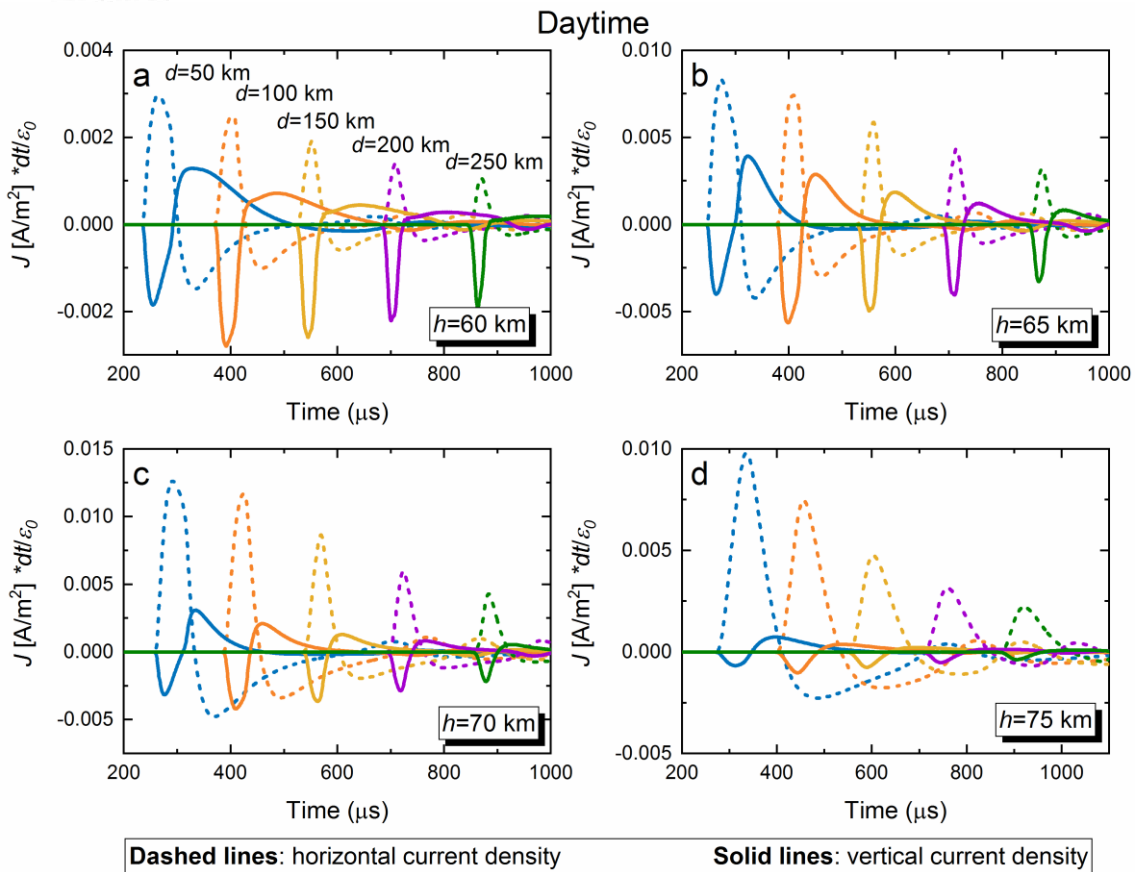 Daytime
a
d=50 km
d=100 km
d=150 km
d=200 km
d=250 km
h=60 km
0.004
0.002
0.000
-0.002
J [A/m²] *dt/ε₀
200 400 600 800 1000
Time (μs)
b
h=65 km
0.010
0.005
0.000
-0.005
J [A/m²] *dt/ε₀
200 400 600 800 1000
Time (μs)
c
h=70 km
0.015
0.010
0.005
0.000
-0.005
J [A/m²] *dt/ε₀
200 400 600 800 1000
Time (μs)
d
h=75 km
0.010
0.005
0.000
-0.005
J [A/m²] *dt/ε₀
200 400 600 800 1000
Time (μs)
Dashed lines: horizontal current density Solid lines: vertical current density